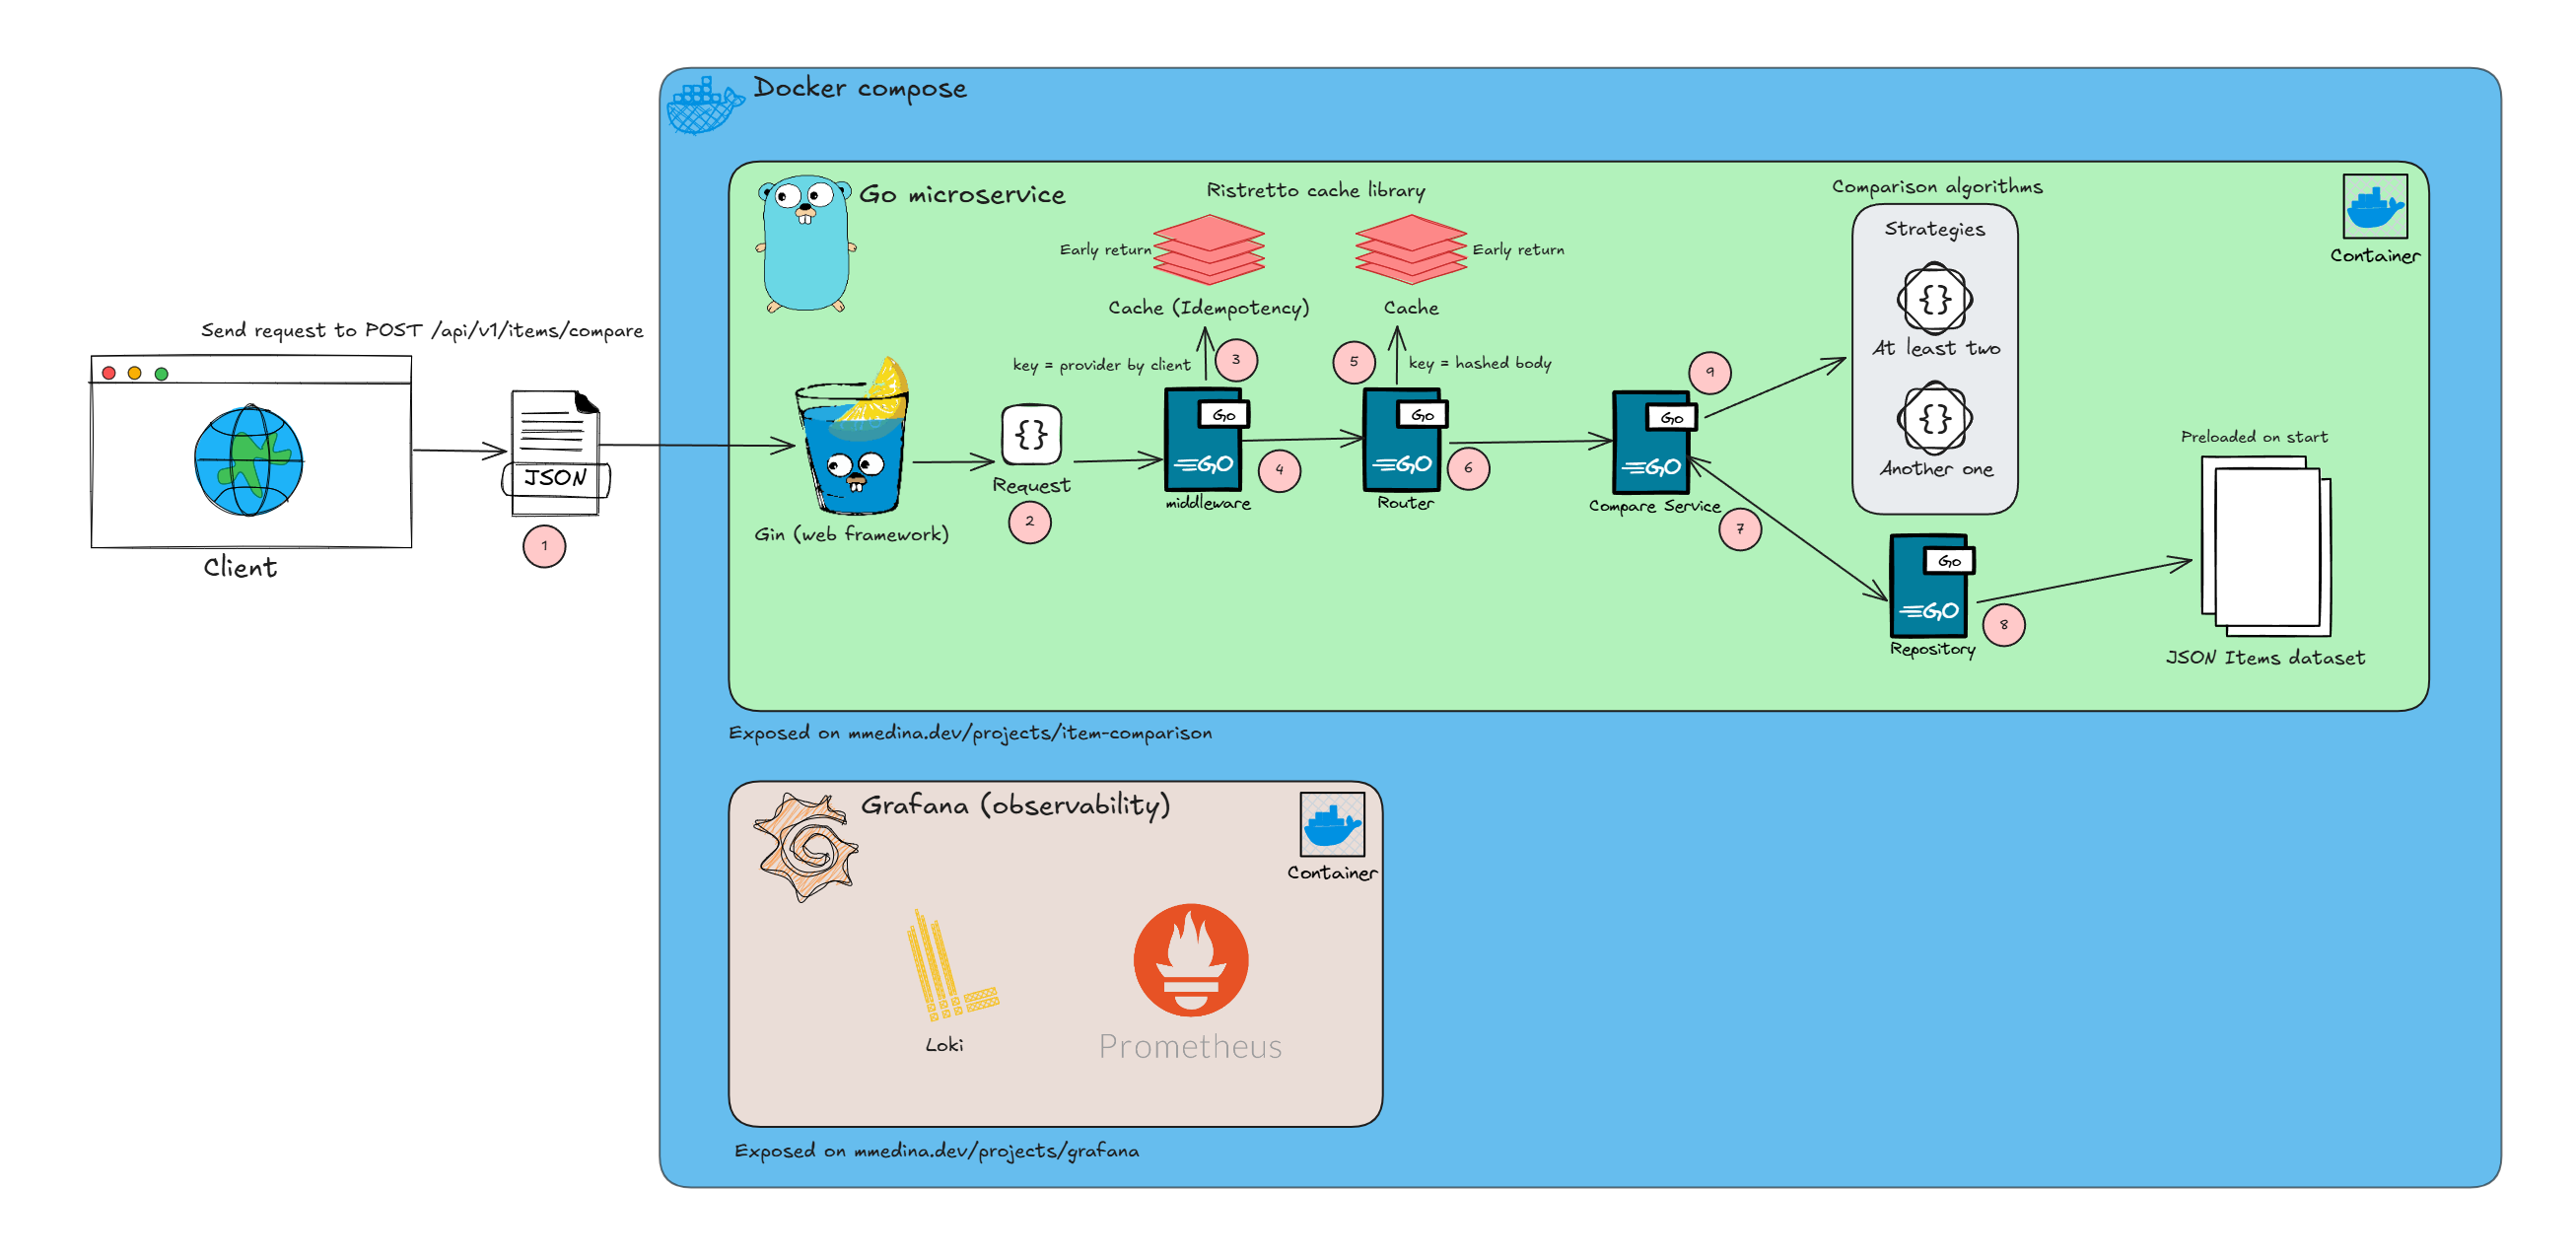 Docker compose
Go microservice
Ristretto cache library
Comparison algorithms
Strategies
Early return
Early return
Container
Cache (Idempotency)
Cache
Send request to POST /api/v1/items/compare
At least two
key = provider by client
3
5
key = hashed body
9
Go
Go
Go
{}
{}
{}
JSON
GO
GO
GO
Another one
Preloaded on start
4
6
Request
middleware
Router
Compare Service
2
7
1
Gin (web framework)
Client
Go
GO
8
Repository
JSON Items dataset
Exposed on mmedina.dev/projects/item-comparison
Grafana (observability)
Container
Loki
Prometheus
Exposed on mmedina.dev/projects/grafana